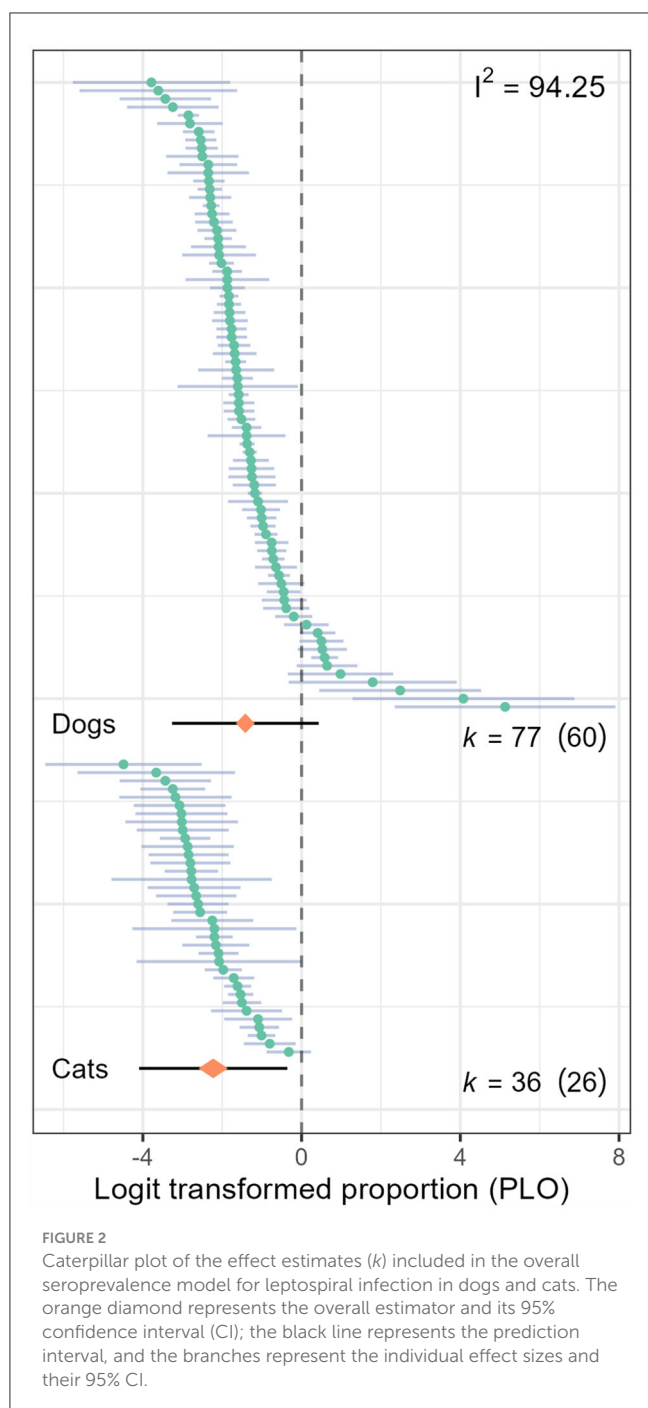 I² = 94.25
Dogs
k = 77 (60)
Cats
k = 36 (26)
-4 0 4 8
Logit transformed proportion (PLO)
FIGURE 2
Caterpillar plot of the effect estimates (k) included in the overall
seroprevalence model for leptospiral infection in dogs and cats. The
orange diamond represents the overall estimator and its 95%
confidence interval (CI); the black line represents the prediction
interval, and the branches represent the individual effect sizes and
their 95% CI.